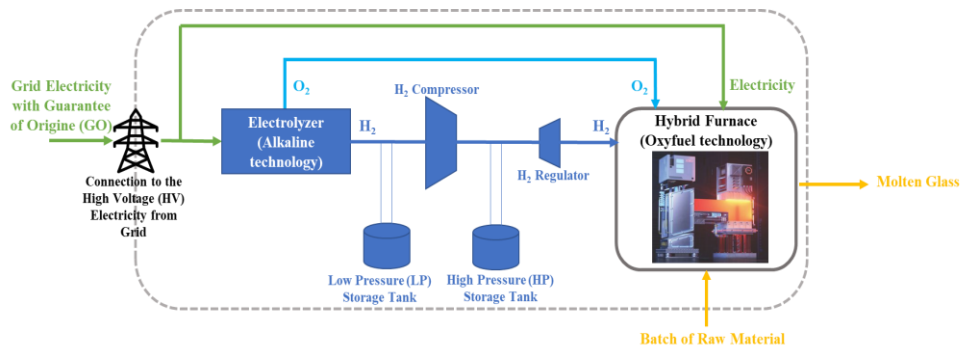 Grid Electricity
with Guarantee
of Origine (GO)
Connection to the
High Voltage (HV)
Electricity from
Grid
O₂
Electrolyzer
(Alkaline
technology)
H₂
H₂ Compressor
Low Pressure (LP)
Storage Tank
High Pressure (HP)
Storage Tank
H₂ Regulator
H₂
O₂
Electricity
Hybrid Furnace
(Oxyfuel technology)
Molten Glass
Batch of Raw Material